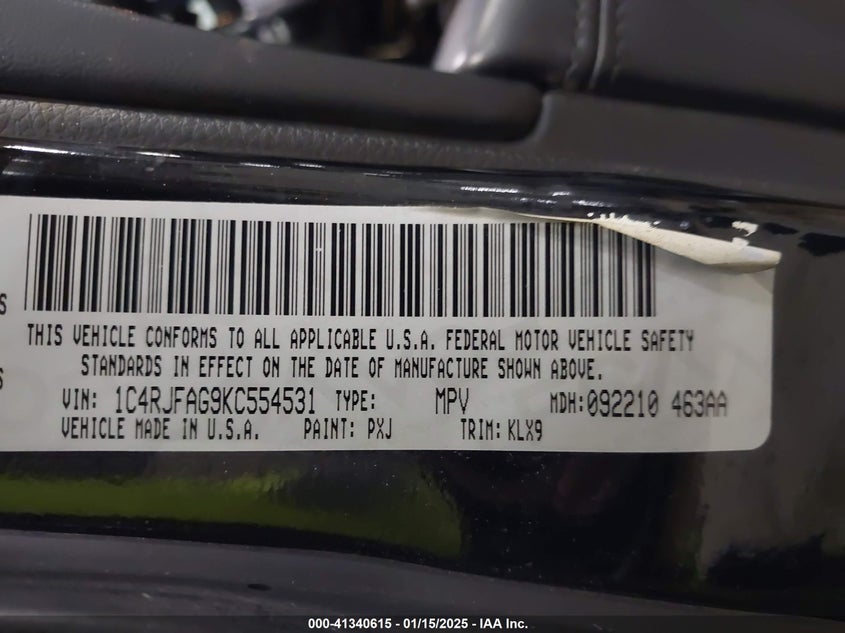 S
THIS VEHICLE CONFORMS TO ALL APPLICABLE U.S.A. FEDERAL MOTOR VEHICLE SAFETY
S
STANDARDS IN EFFECT ON THE DATE OF MANUFACTURE SHOWN ABOVE.
VIN: 1C4RJFAG9KC554531 TYPE: MPV MDH:092210 463AA
VEHICLE MADE IN U.S.A. PAINT: PXJ TRIM: KLX9
000-41340615 - 01/15/2025 - IAA Inc.